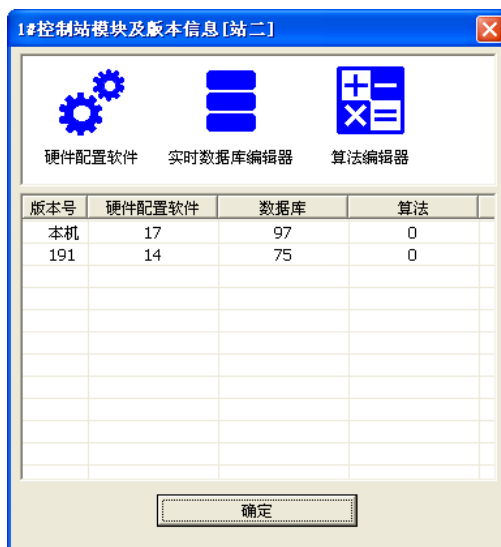 1#控制站模块及版本信息[站二]
硬件配置软件 实时数据库编辑器 算法编辑器
版本号 硬件配置软件 数据库 算法
本机 17 97 0
191 14 75 0
确定